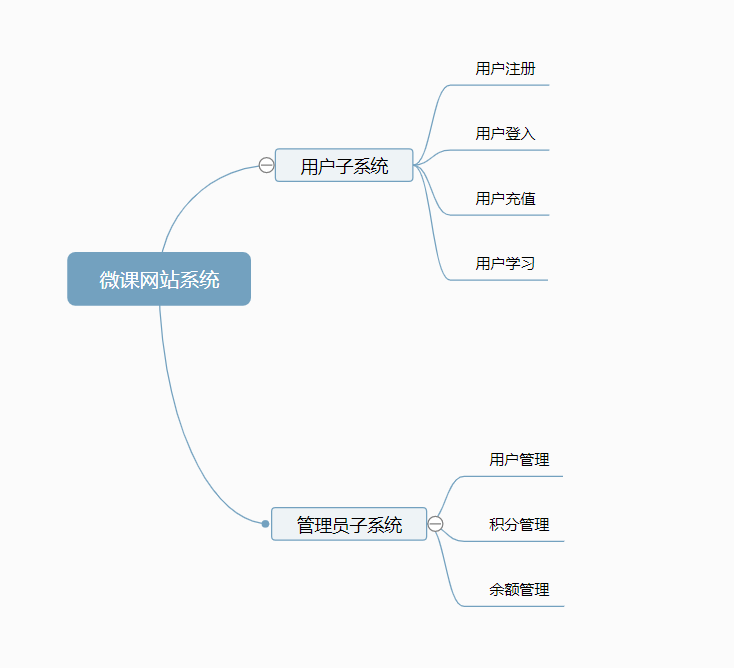 微课网站系统
用户子系统
用户注册
用户登入
用户充值
用户学习
管理员子系统
用户管理
积分管理
余额管理